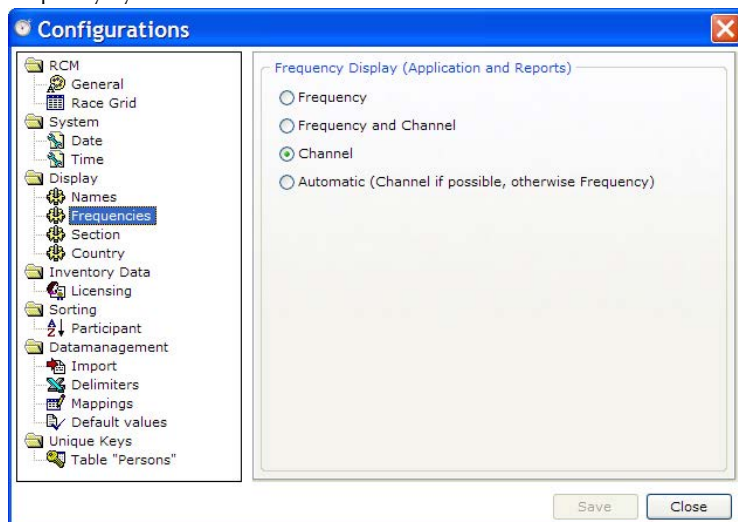 Configurations
RCM
General
Race Grid
System
Date
Time
Display
Names
Frequencies
Section
Country
Inventory Data
Licensing
Sorting
Participant
Datamanagement
Import
Delimiters
Mappings
Default values
Unique Keys
Table "Persons"
Frequency Display (Application and Reports)
Frequency
Frequency and Channel
Channel
Automatic (Channel if possible, otherwise Frequency)
Save
Close